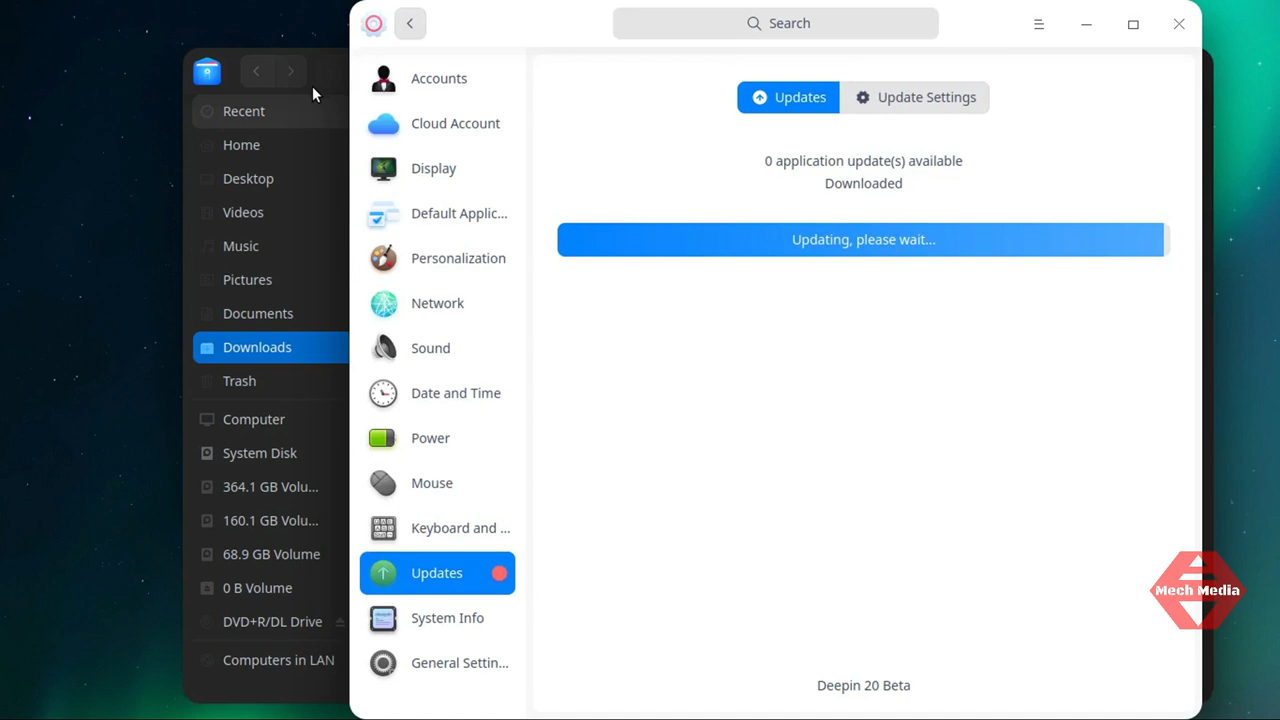 Search
Recent
Home
Desktop
Videos
Music
Pictures
Documents
Downloads
Trash
Computer
System Disk
364.1 GB Volu...
160.1 GB Volu...
68.9 GB Volume
0 B Volume
DVD+R/DL Drive
Computers in LAN
Accounts
Cloud Account
Display
Default Applic...
Personalization
Network
Sound
Date and Time
Power
Mouse
Keyboard and ...
Updates
System Info
General Settin...
Updates
Update Settings
0 application update(s) available
Downloaded
Updating, please wait...
Deepin 20 Beta
Mech Media